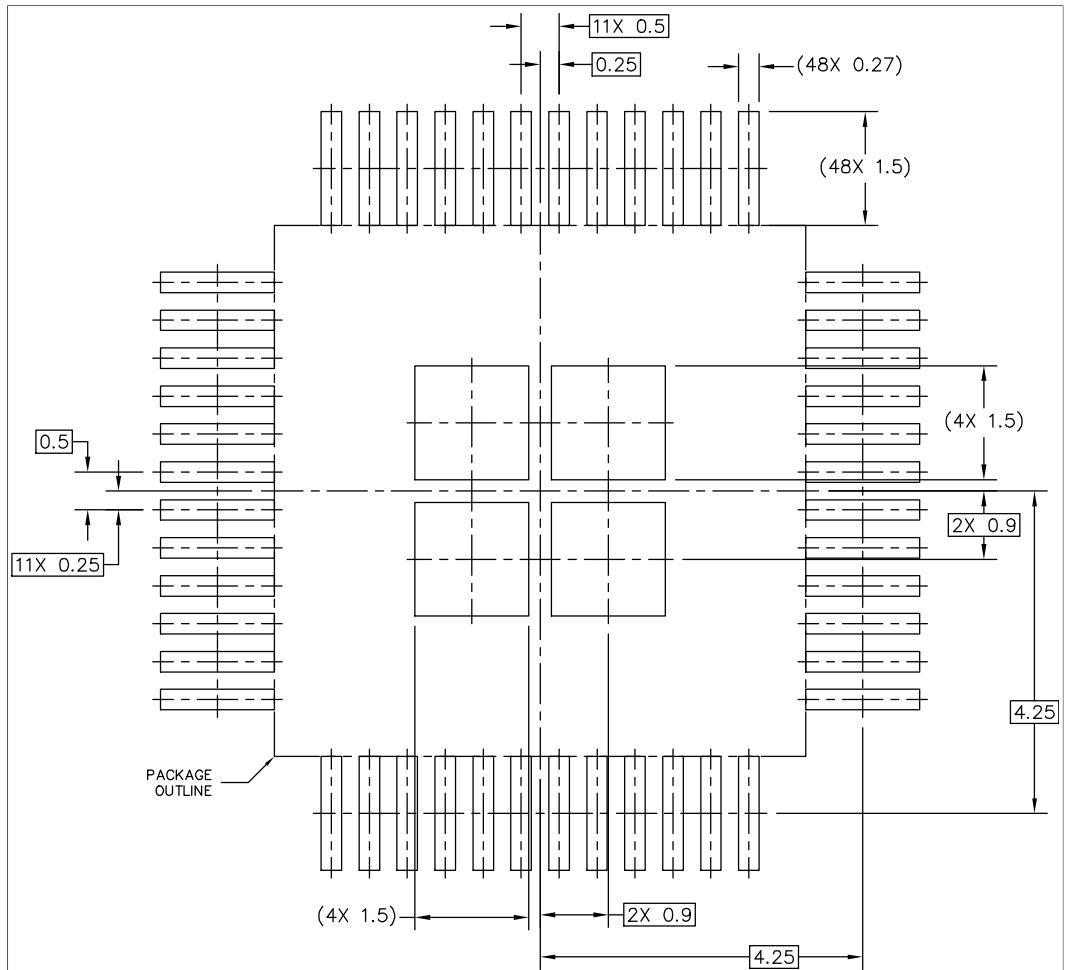 11X 0.5
0.25
(48X 0.27)
(48X 1.5)
(4X 1.5)
0.5
2X 0.9
11X 0.25
4.25
PACKAGE
OUTLINE
(4X 1.5)
2X 0.9
4.25